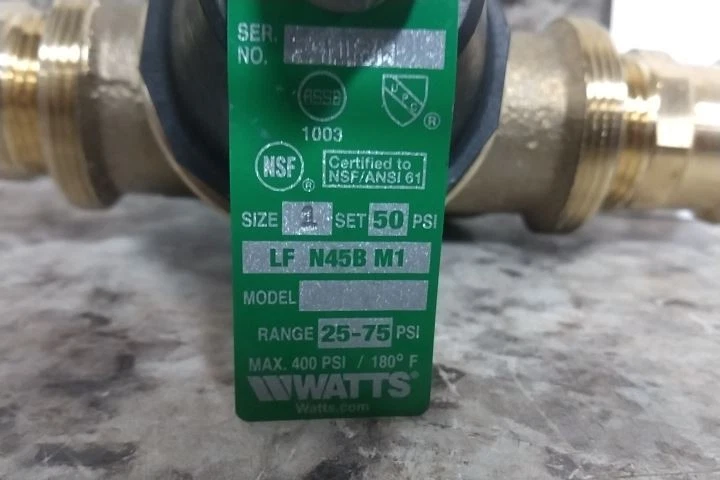 SER.
NO.
ASSE
UPC
®
1003
NSF
®
Certified to
NSF/ANSI 61
SIZE 1 SET 50 PSI
LF N45B M1
MODEL
RANGE 25-75 PSI
MAX. 400 PSI / 180° F
WATTS®
Watts.com